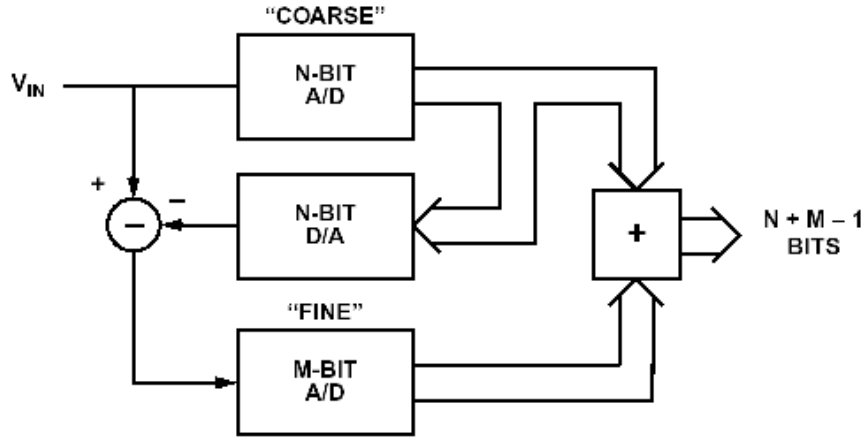 “COARSE”
V_IN
N-BIT
A/D
+
−
−
N-BIT
D/A
+
N + M – 1
BITS
“FINE”
M-BIT
A/D